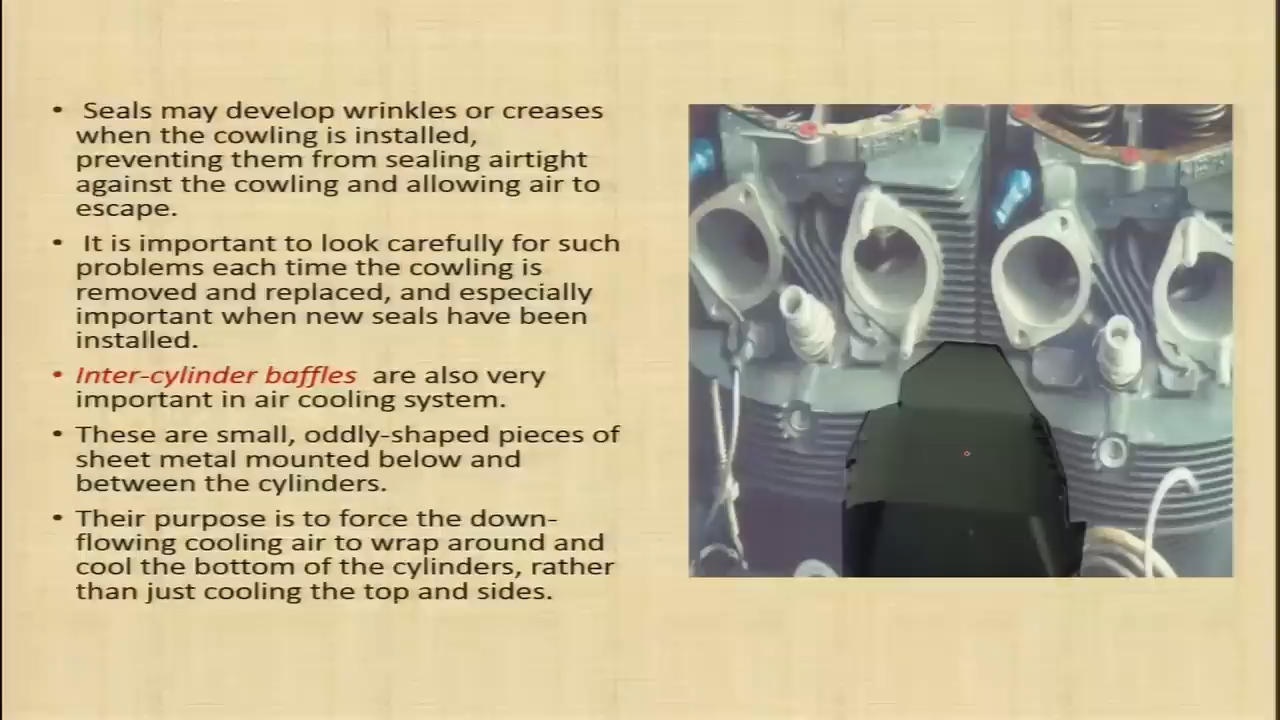 • Seals may develop wrinkles or creases
when the cowling is installed,
preventing them from sealing airtight
against the cowling and allowing air to
escape.
• It is important to look carefully for such
problems each time the cowling is
removed and replaced, and especially
important when new seals have been
installed.
• Inter-cylinder baffles are also very
important in air cooling system.
• These are small, oddly-shaped pieces of
sheet metal mounted below and
between the cylinders.
• Their purpose is to force the down-
flowing cooling air to wrap around and
cool the bottom of the cylinders, rather
than just cooling the top and sides.